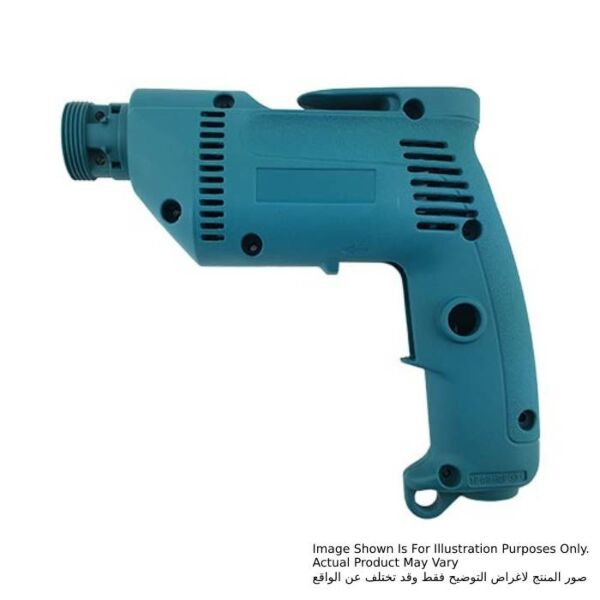 Image Shown Is For Illustration Purposes Only.
Actual Product May Vary
صور المنتج لاغراض التوضيح فقط وقد تختلف عن الواقع